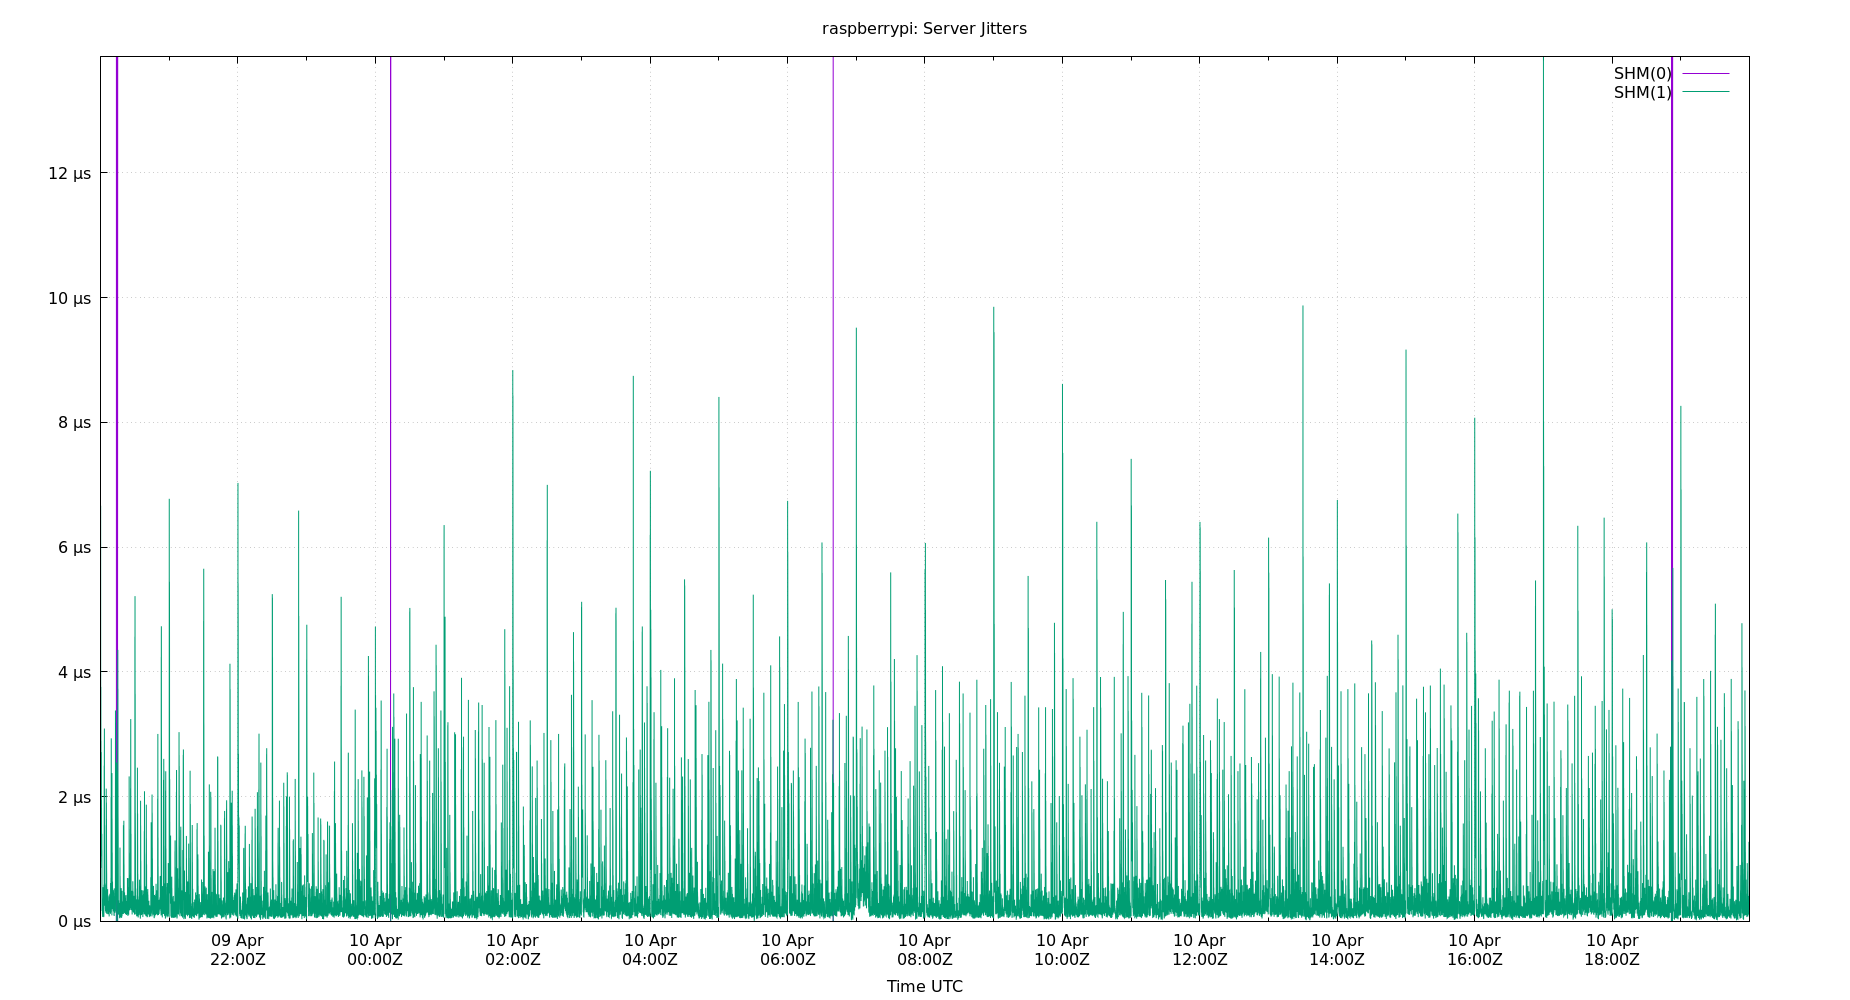 raspberrypi: Server Jitters
SHM(0)
SHM(1)
12 µs
10 µs
8 µs
6 µs
4 µs
2 µs
0 µs
09 Apr
22:00Z
10 Apr
00:00Z
10 Apr
02:00Z
10 Apr
04:00Z
10 Apr
06:00Z
10 Apr
08:00Z
10 Apr
10:00Z
10 Apr
12:00Z
10 Apr
14:00Z
10 Apr
16:00Z
10 Apr
18:00Z
Time UTC